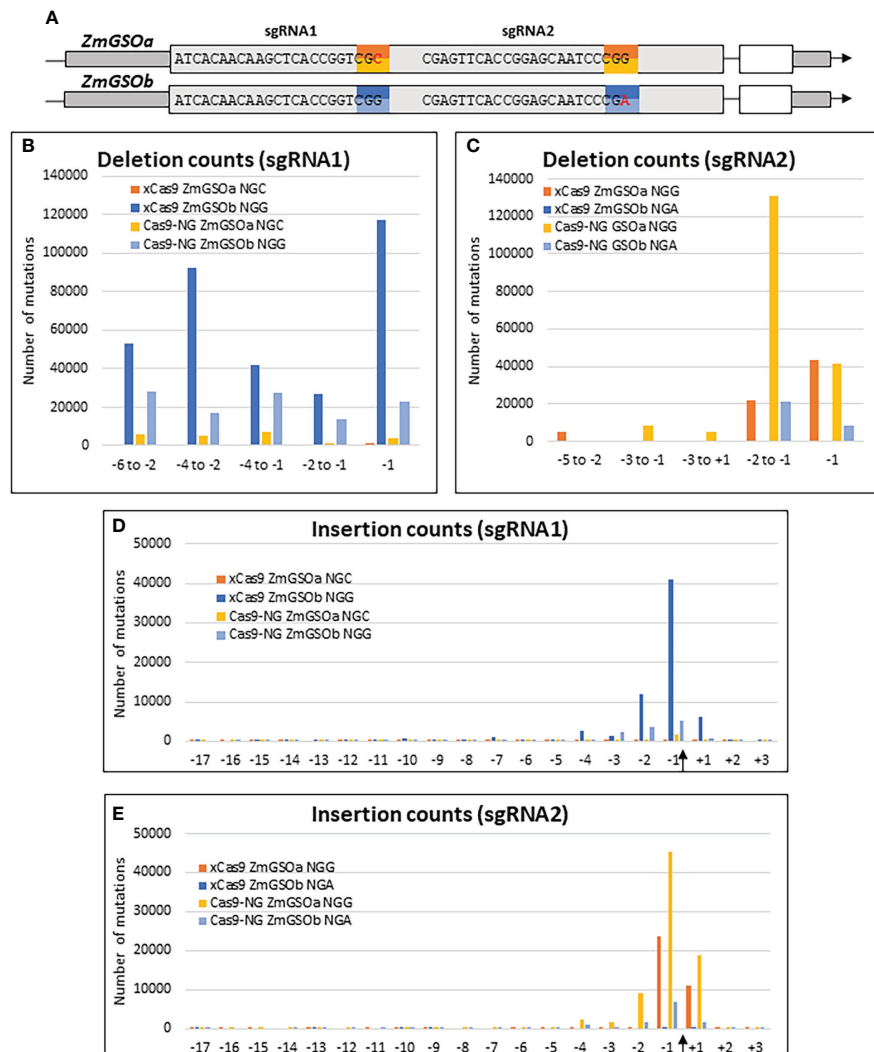 A
sgRNA1 sgRNA2
ZmGSOa
ATCACAACAAGCTCACCGGTCGC CGAGTTCACCGGAGCAATCCCGG
ZmGSOb
ATCACAACAAGCTCACCGGTCGG CGAGTTCACCGGAGCAATCCCGA
B
Deletion counts (sgRNA1)
140000
120000
100000
80000
60000
40000
20000
0
Number of mutations
xCas9 ZmGSOa NGC
xCas9 ZmGSOb NGG
Cas9-NG ZmGSOa NGC
Cas9-NG ZmGSOb NGG
-6 to -2 -4 to -2 -4 to -1 -2 to -1 -1
C
Deletion counts (sgRNA2)
140000
120000
100000
80000
60000
40000
20000
0
Number of mutations
xCas9 ZmGSOa NGG
xCas9 ZmGSOb NGA
Cas9-NG GSOa NGG
Cas9-NG GSOb NGA
-5 to -2 -3 to -1 -3 to +1 -2 to -1 -1
D
Insertion counts (sgRNA1)
50000
40000
30000
20000
10000
0
Number of mutations
xCas9 ZmGSOa NGC
xCas9 ZmGSOb NGG
Cas9-NG ZmGSOa NGC
Cas9-NG ZmGSOb NGG
-17 -16 -15 -14 -13 -12 -11 -10 -9 -8 -7 -6 -5 -4 -3 -2 -1 +1 +2 +3
E
Insertion counts (sgRNA2)
50000
40000
30000
20000
10000
0
Number of mutations
xCas9 ZmGSOa NGG
xCas9 ZmGSOb NGA
Cas9-NG ZmGSOa NGG
Cas9-NG ZmGSOb NGA
-17 -16 -15 -14 -13 -12 -11 -10 -9 -8 -7 -6 -5 -4 -3 -2 -1 +1 +2 +3